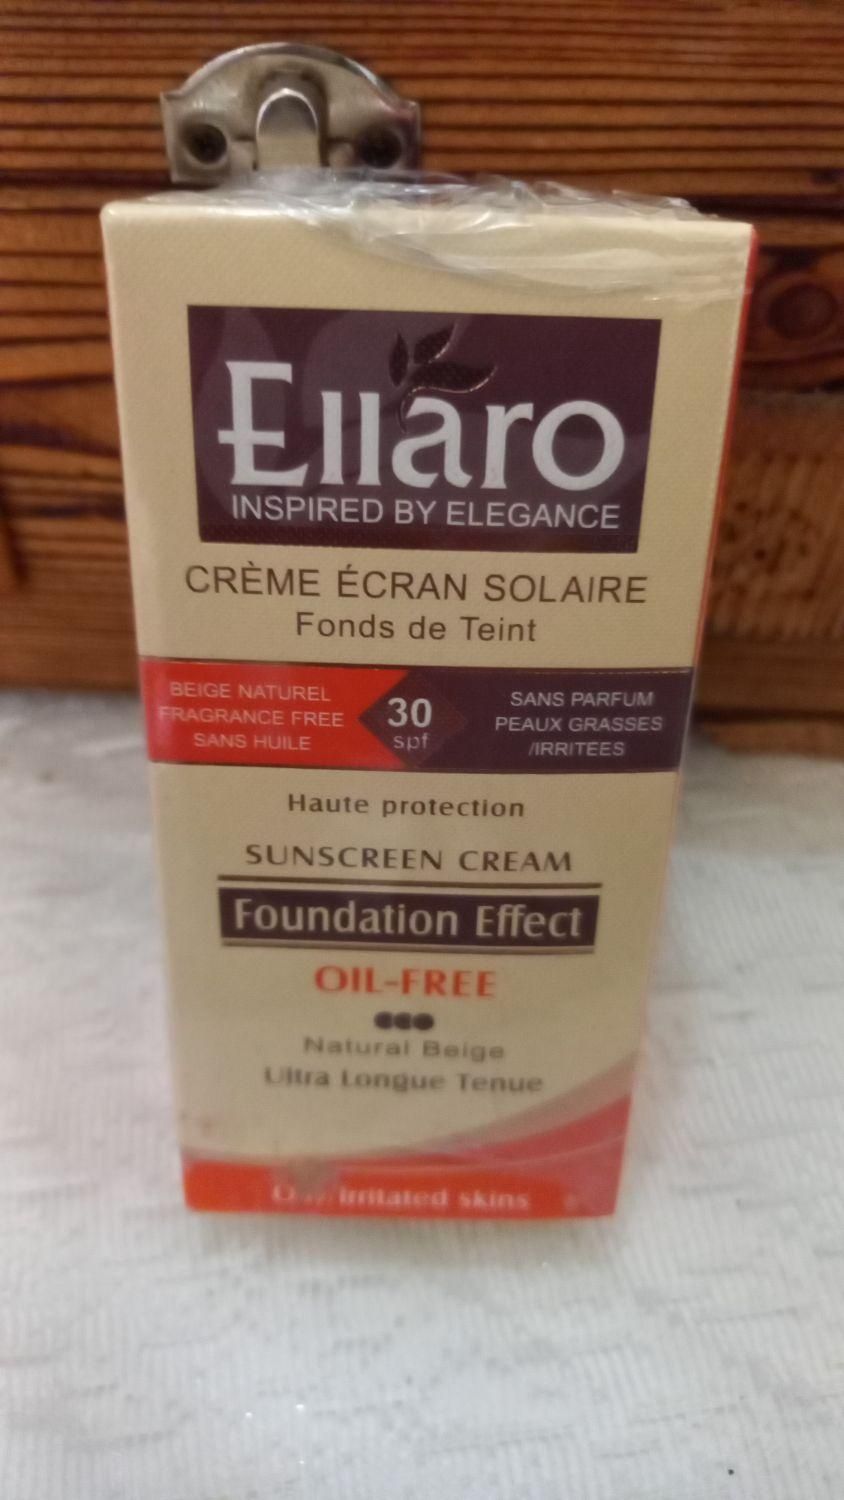 Ellaro
INSPIRED BY ELEGANCE
CRÈME ÉCRAN SOLAIRE
Fonds de Teint
BEIGE NATUREL
FRAGRANCE FREE
SANS HUILE
30
spf
SANS PARFUM
PEAUX GRASSES
/IRRITEES
Haute protection
SUNSCREEN CREAM
Foundation Effect
OIL-FREE
Natural Beige
Ultra Longue Tenue
irritated skins